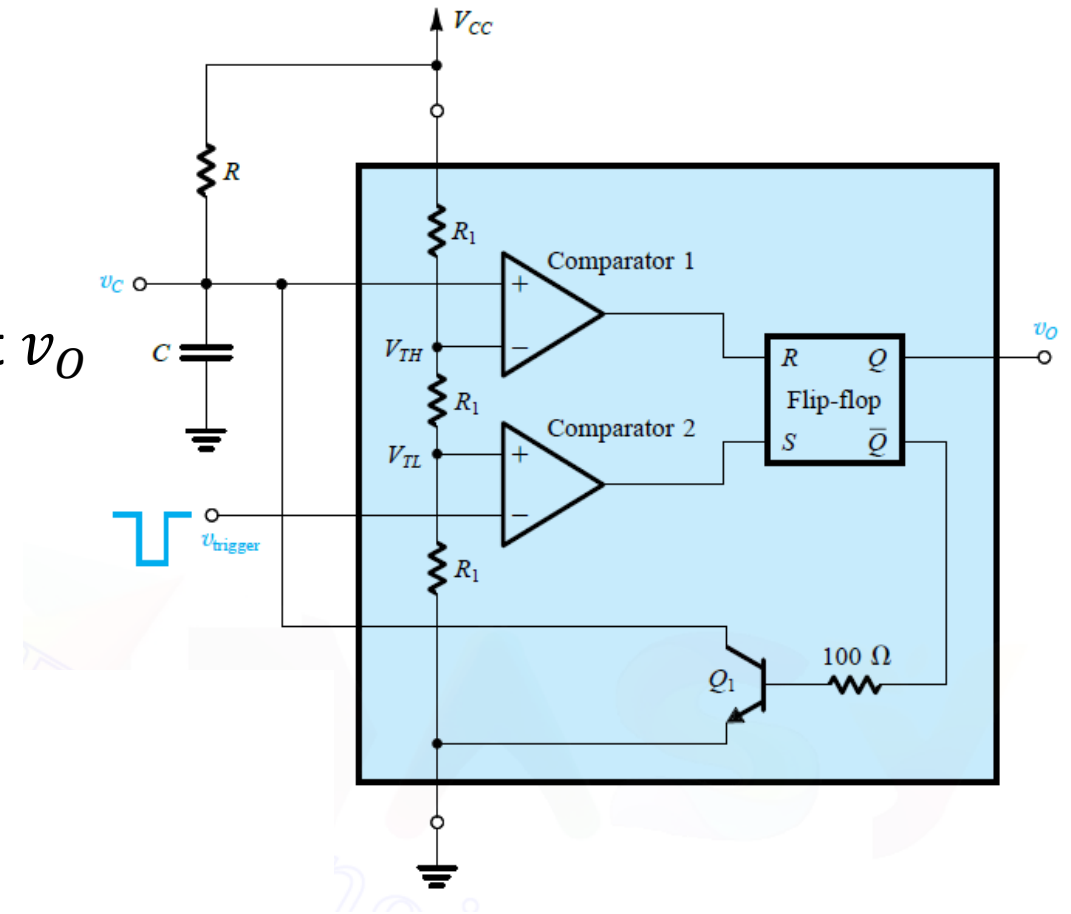 V_CC
R
R_1
Comparator 1
v_C
+
v_O
v_O
C
V_TH
−
R Q
R_1
Flip-flop
Comparator 2
V_TL
+
S Q̅
−
v_trigger
R_1
100 Ω
Q_1